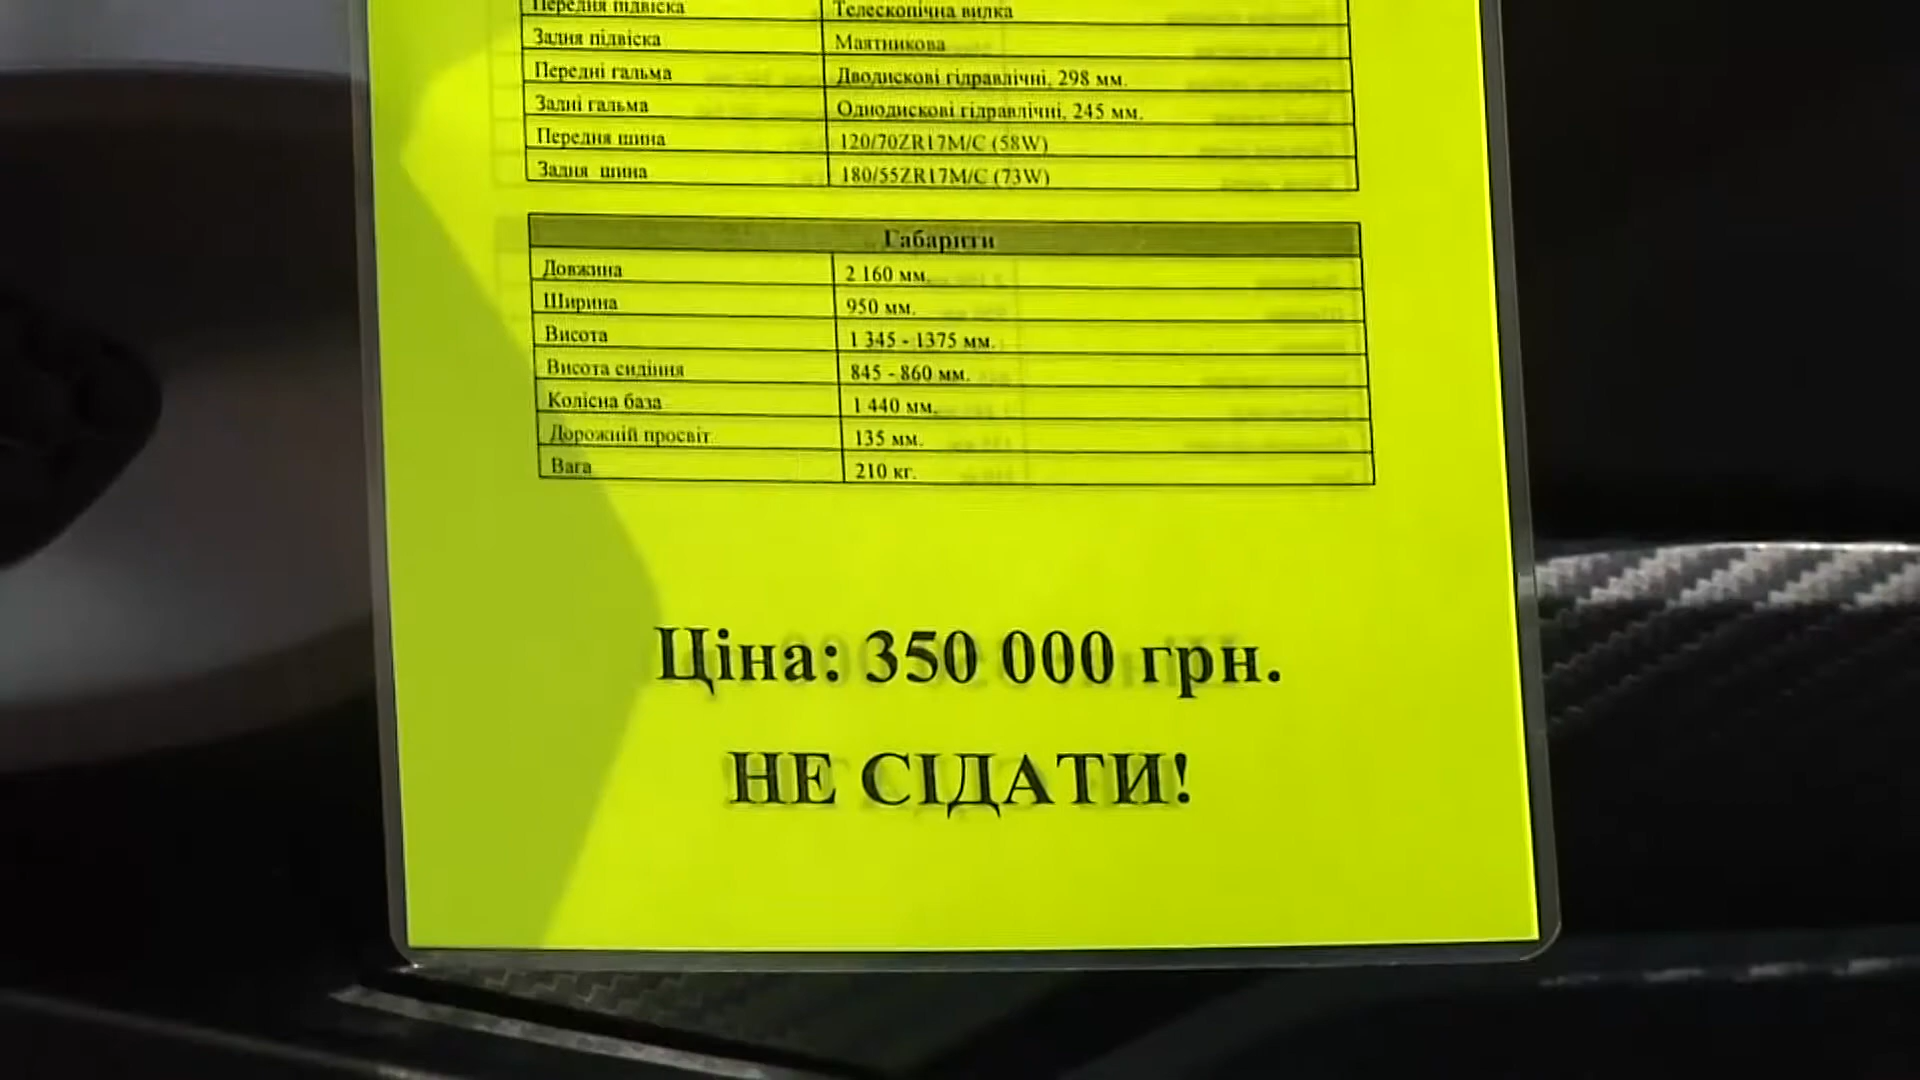 Передня підвіска Телескопічна вилка
Задня підвіска Маятникова
Передні гальма Дводискові гідравлічні, 298 мм.
Задні гальма Однодискові гідравлічні, 245 мм.
Передня шина 120/70ZR17M/C (58W)
Задня шина 180/55ZR17M/C (73W)
Габарити
Довжина 2 160 мм.
Ширина 950 мм.
Висота 1 345 - 1375 мм.
Висота сидіння 845 - 860 мм.
Колісна база 1 440 мм.
Дорожній просвіт 135 мм.
Вага 210 кг.
Ціна: 350 000 грн.
НЕ СІДАТИ!